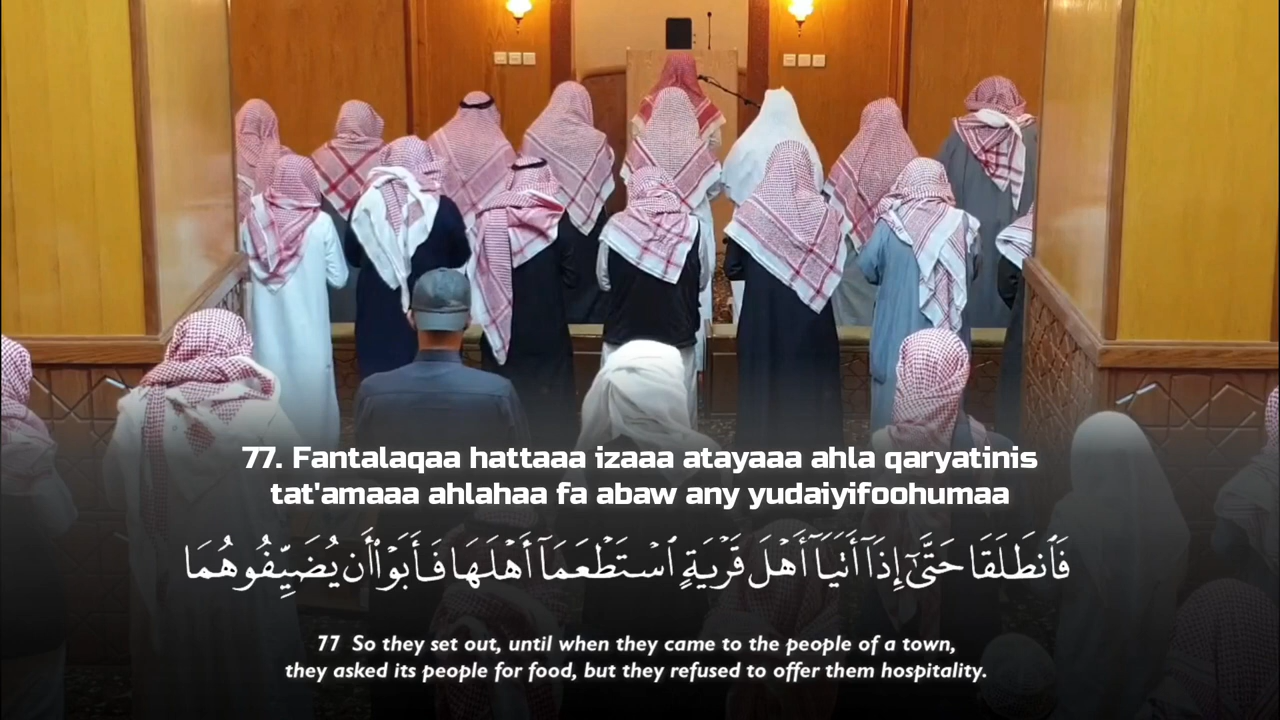 77. Fantalaqaa hattaaa izaaa atayaaa ahla qaryatinis
tat'amaaa ahlahaa fa abaw any yudaiyifoohumaa
فَٱنطَلَقَا حَتَّىٰٓ إِذَآ أَتَيَآ أَهْلَ قَرْيَةٍ ٱسْتَطْعَمَآ أَهْلَهَا فَأَبَوْا۟ أَن يُضَيِّفُوهُمَا
77 So they set out, until when they came to the people of a town,
they asked its people for food, but they refused to offer them hospitality.